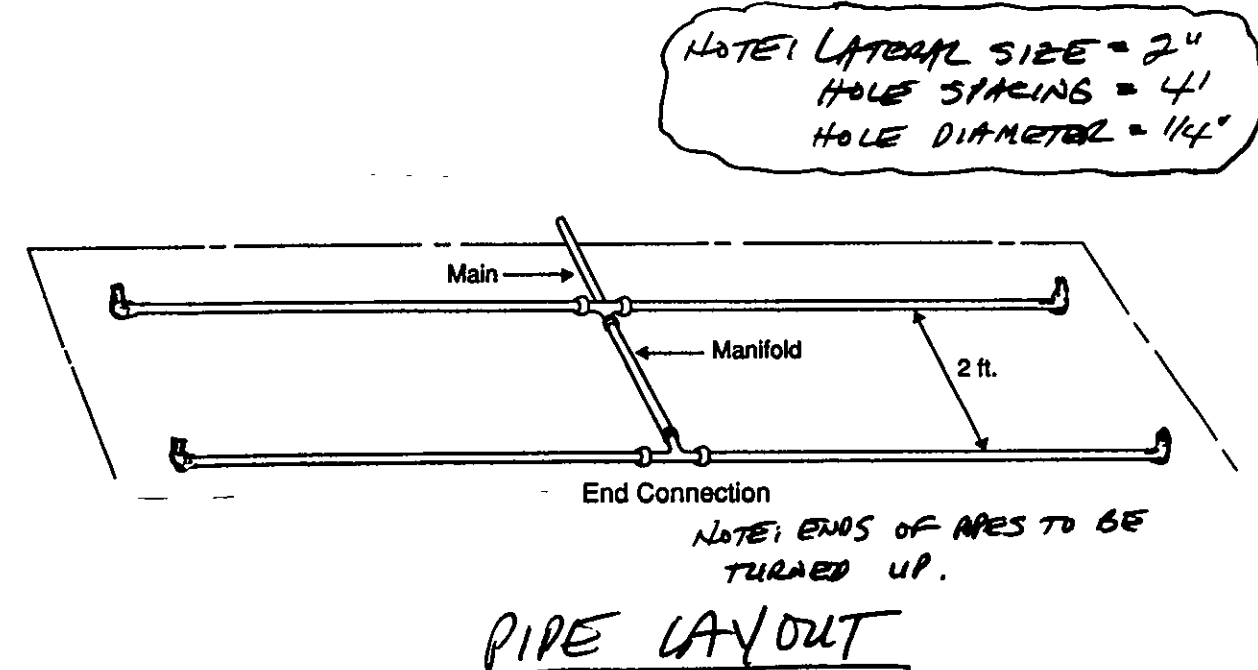 NOTE: LATERAL SIZE = 2"
HOLE SPACING = 4'
HOLE DIAMETER = 1/4"
Main
Manifold
2 ft.
End Connection
NOTE: ENDS OF PIPES TO BE
TURNED UP.
PIPE LAYOUT